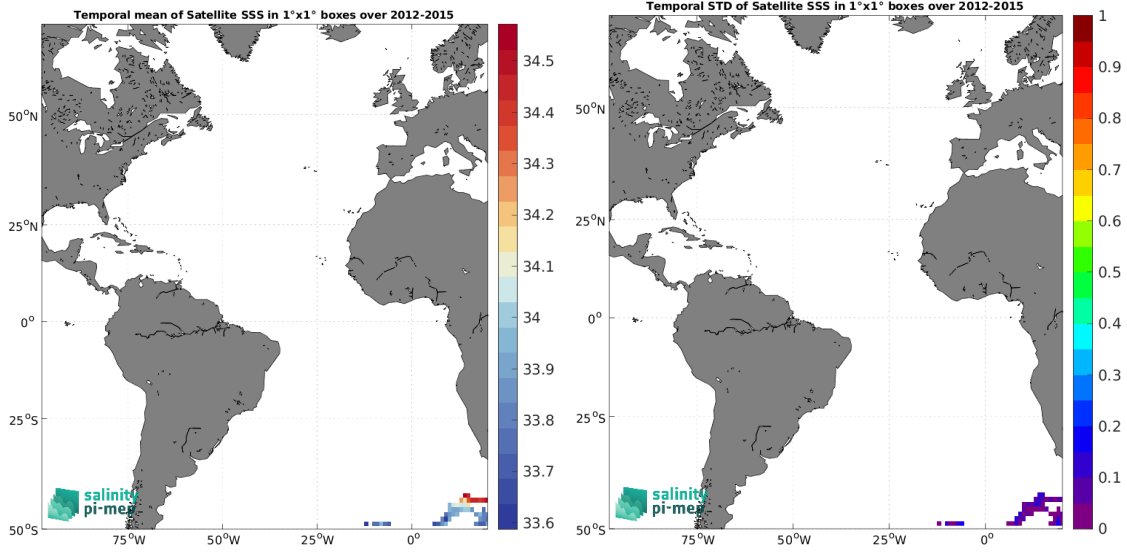 Temporal mean of Satellite SSS in 1°x1° boxes over 2012-2015
50°N
25°N
0°
25°S
50°S
75°W
50°W
25°W
0°
34.5
34.4
34.3
34.2
34.1
34
33.9
33.8
33.7
33.6
salinity
pi-mep
Temporal STD of Satellite SSS in 1°x1° boxes over 2012-2015
50°N
25°N
0°
25°S
50°S
75°W
50°W
25°W
0°
1
0.9
0.8
0.7
0.6
0.5
0.4
0.3
0.2
0.1
0
salinity
pi-mep